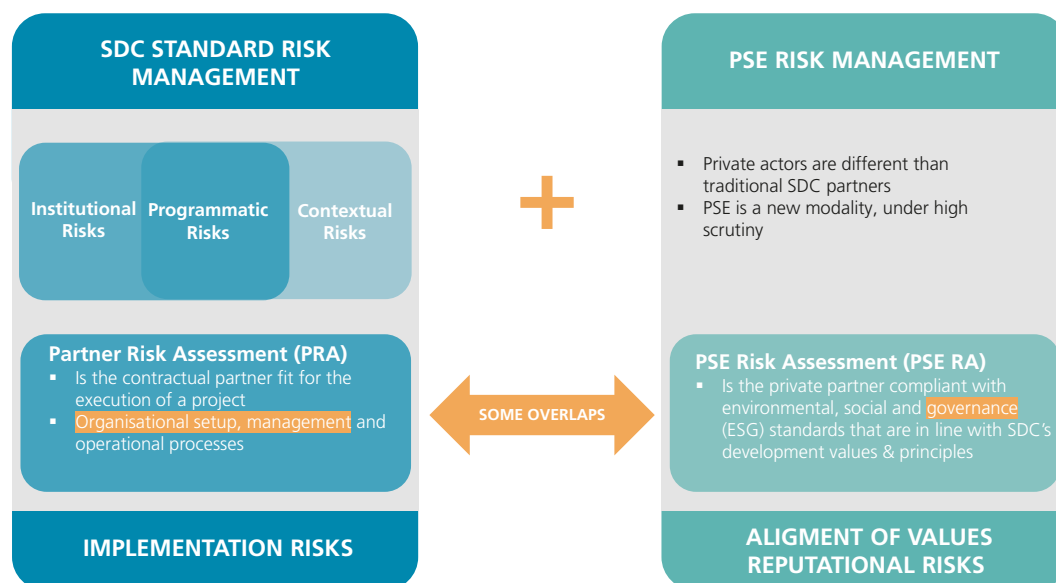 SDC STANDARD RISK
MANAGEMENT
Institutional
Risks
Programmatic
Risks
Contextual
Risks
Partner Risk Assessment (PRA)
▪ Is the contractual partner fit for the
execution of a project
▪ Organisational setup, management and
operational processes
IMPLEMENTATION RISKS
+
SOME OVERLAPS
PSE RISK MANAGEMENT
▪ Private actors are different than
traditional SDC partners
▪ PSE is a new modality, under high
scrutiny
PSE Risk Assessment (PSE RA)
▪ Is the private partner compliant with
environmental, social and governance
(ESG) standards that are in line with SDC’s
development values & principles
ALIGMENT OF VALUES
REPUTATIONAL RISKS